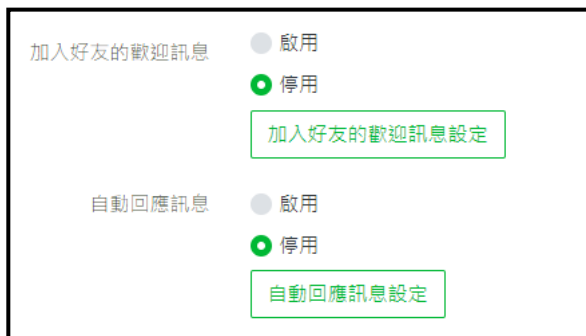 加入好友的歡迎訊息
啟用
停用
加入好友的歡迎訊息設定
自動回應訊息
啟用
停用
自動回應訊息設定